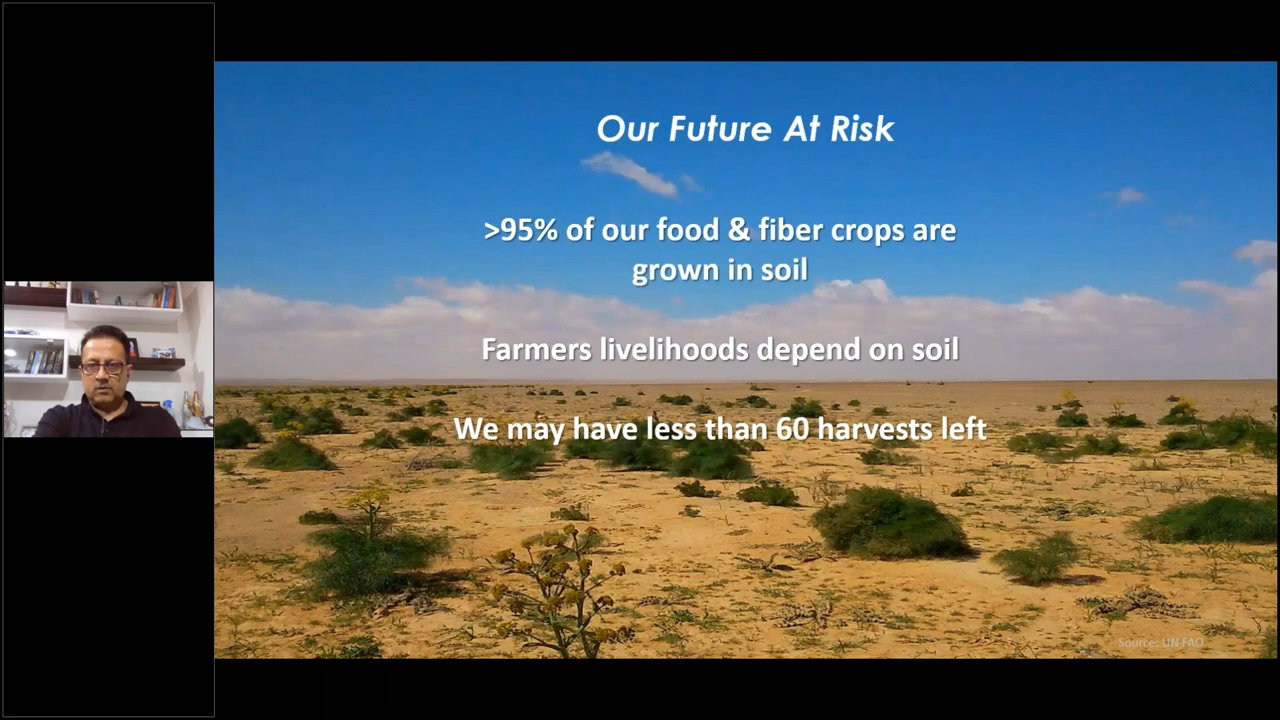 Our Future At Risk
>95% of our food & fiber crops are
grown in soil
Farmers livelihoods depend on soil
We may have less than 60 harvests left
Source: UN FAO